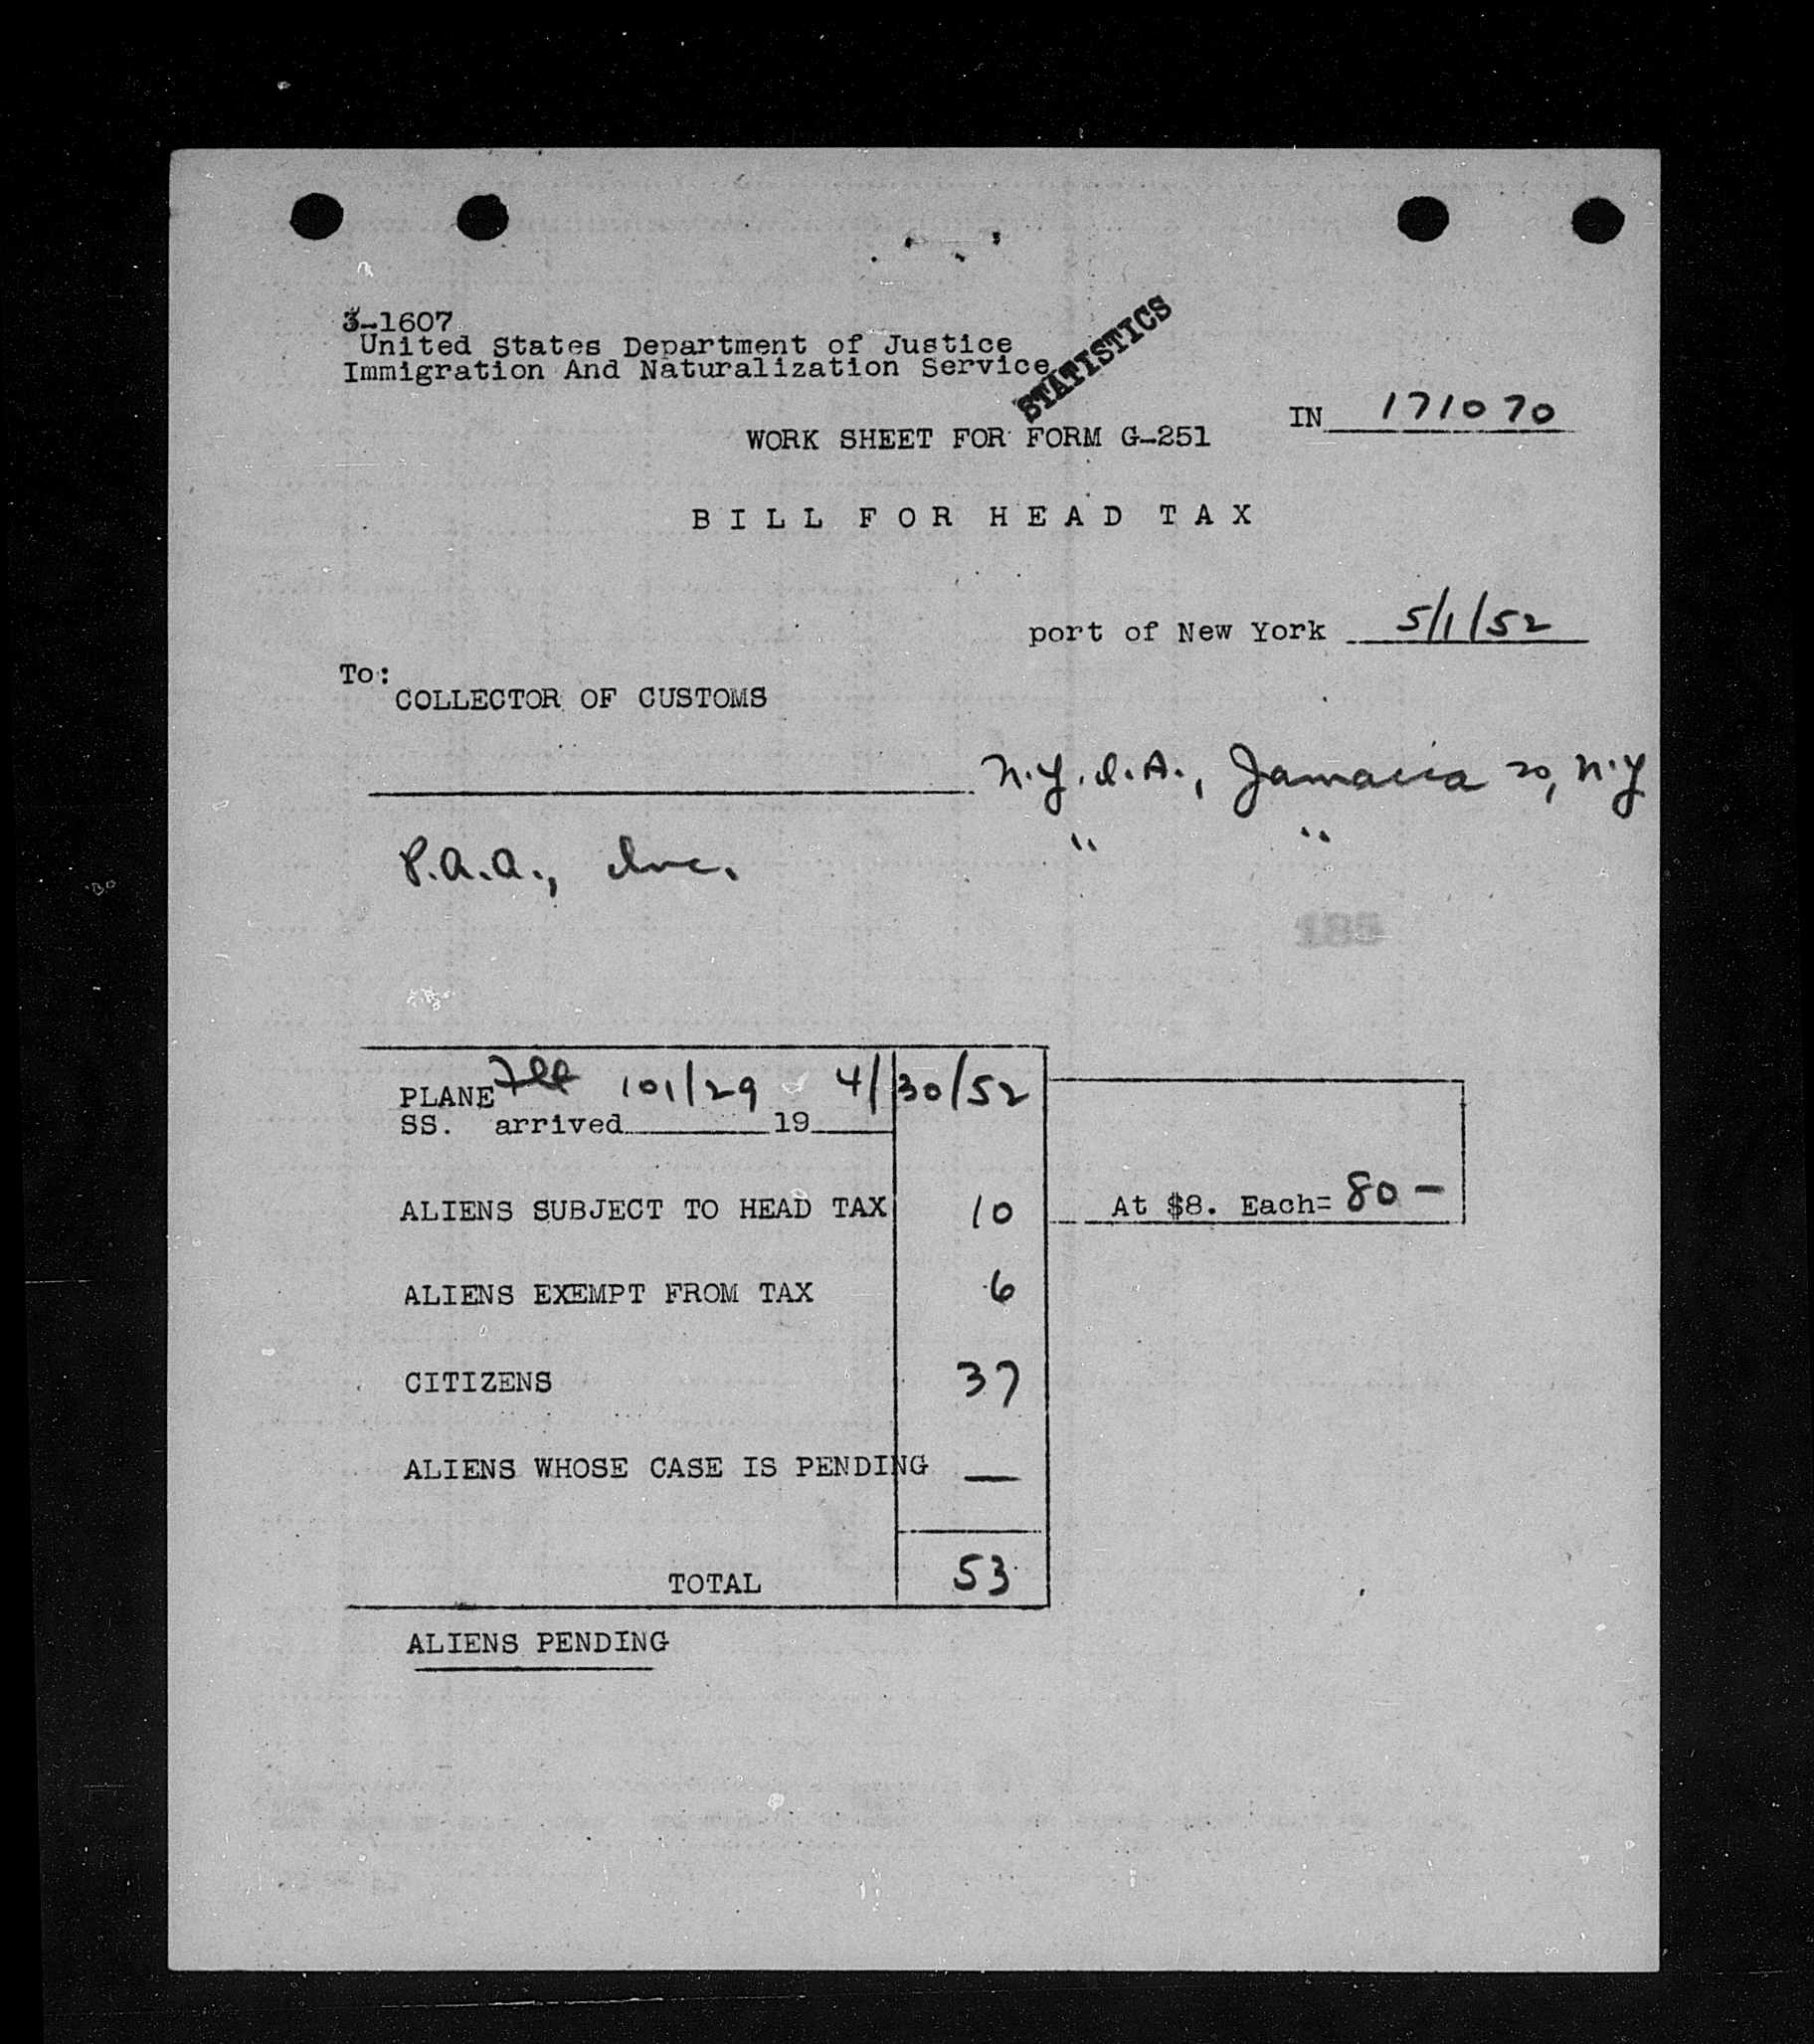 3-1607
United States Department of Justice
Immigration And Naturalization Service
STATISTICS
IN 171070
WORK SHEET FOR FORM G-251
BILL FOR HEAD TAX
port of New York 5/1/52
To:
COLLECTOR OF CUSTOMS
N.Y.I.A., Jamaica 20, N.Y
P.A.A., Inc. " "
185
PLANE 101/29 4/30/52
SS. arrived 19
ALIENS SUBJECT TO HEAD TAX 10 At $8. Each= 80 —
ALIENS EXEMPT FROM TAX 6
CITIZENS 37
ALIENS WHOSE CASE IS PENDING —
TOTAL 53
ALIENS PENDING